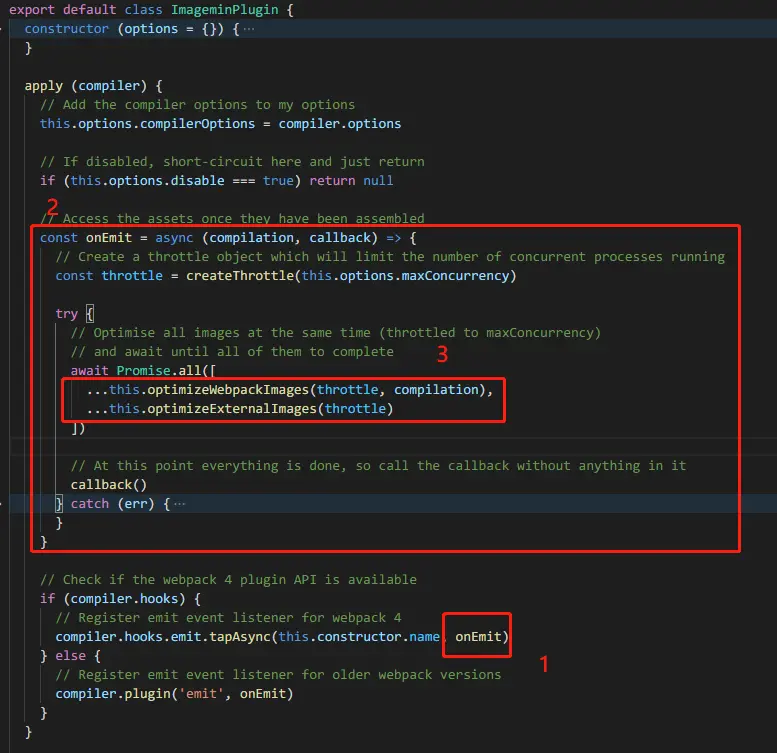 export default class ImageminPlugin {
constructor (options = {}) {…
}
apply (compiler) {
// Add the compiler options to my options
this.options.compilerOptions = compiler.options
// If disabled, short-circuit here and just return
if (this.options.disable === true) return null
2
// Access the assets once they have been assembled
const onEmit = async (compilation, callback) => {
// Create a throttle object which will limit the number of concurrent processes running
const throttle = createThrottle(this.options.maxConcurrency)
try {
// Optimise all images at the same time (throttled to maxConcurrency)
// and await until all of them to complete
3
await Promise.all([
...this.optimizeWebpackImages(throttle, compilation),
...this.optimizeExternalImages(throttle)
])
// At this point everything is done, so call the callback without anything in it
callback()
} catch (err) {…
}
}
// Check if the webpack 4 plugin API is available
if (compiler.hooks) {
// Register emit event listener for webpack 4
compiler.hooks.emit.tapAsync(this.constructor.name, onEmit)
1
} else {
// Register emit event listener for older webpack versions
compiler.plugin('emit', onEmit)
}
}